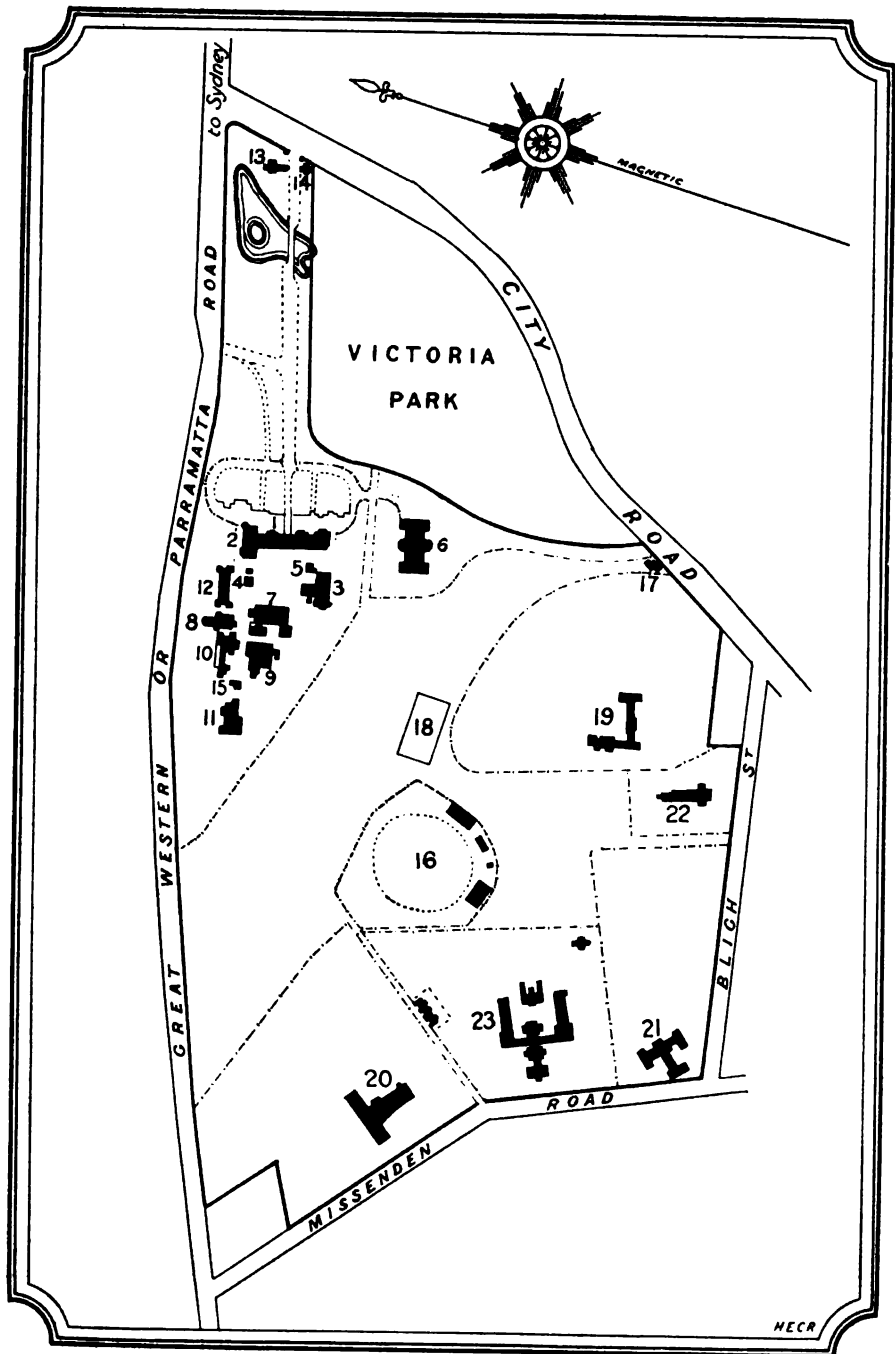 to Sydney
MAGNETIC
13
14
ROAD
CITY
VICTORIA
PARK
PARRAMATTA
ROAD
2
6
5
4
3
17
12
7
8
OR
10
9
15
11
18
19
ST
22
WESTERN
16
BLIGH
GREAT
23
21
20
ROAD
MISSENDEN
HECR